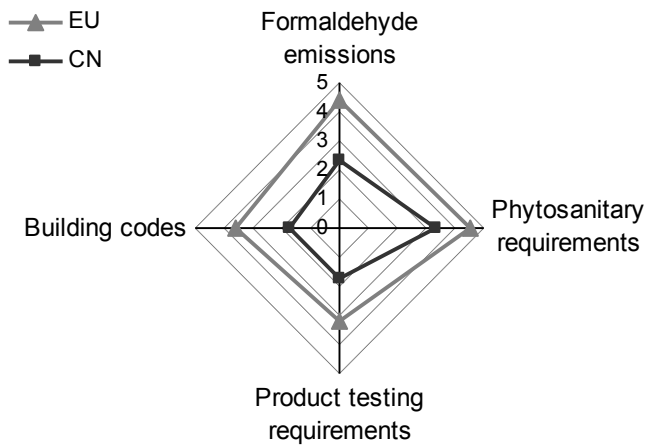 EU
CN
Formaldehyde
emissions
5
4
3
2
1
0
Building codes
Phytosanitary
requirements
Product testing
requirements